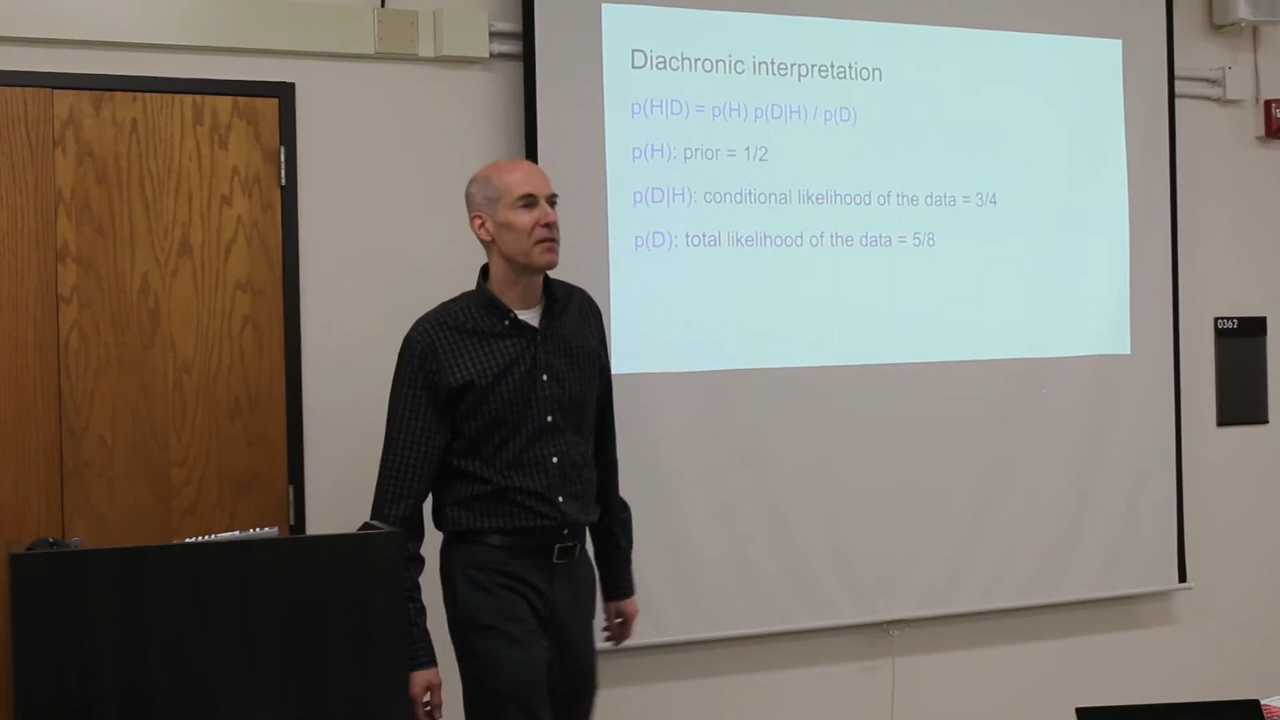 Diachronic interpretation
p(H|D) = p(H) p(D|H) / p(D)
p(H): prior = 1/2
p(D|H): conditional likelihood of the data = 3/4
p(D): total likelihood of the data = 5/8
0362